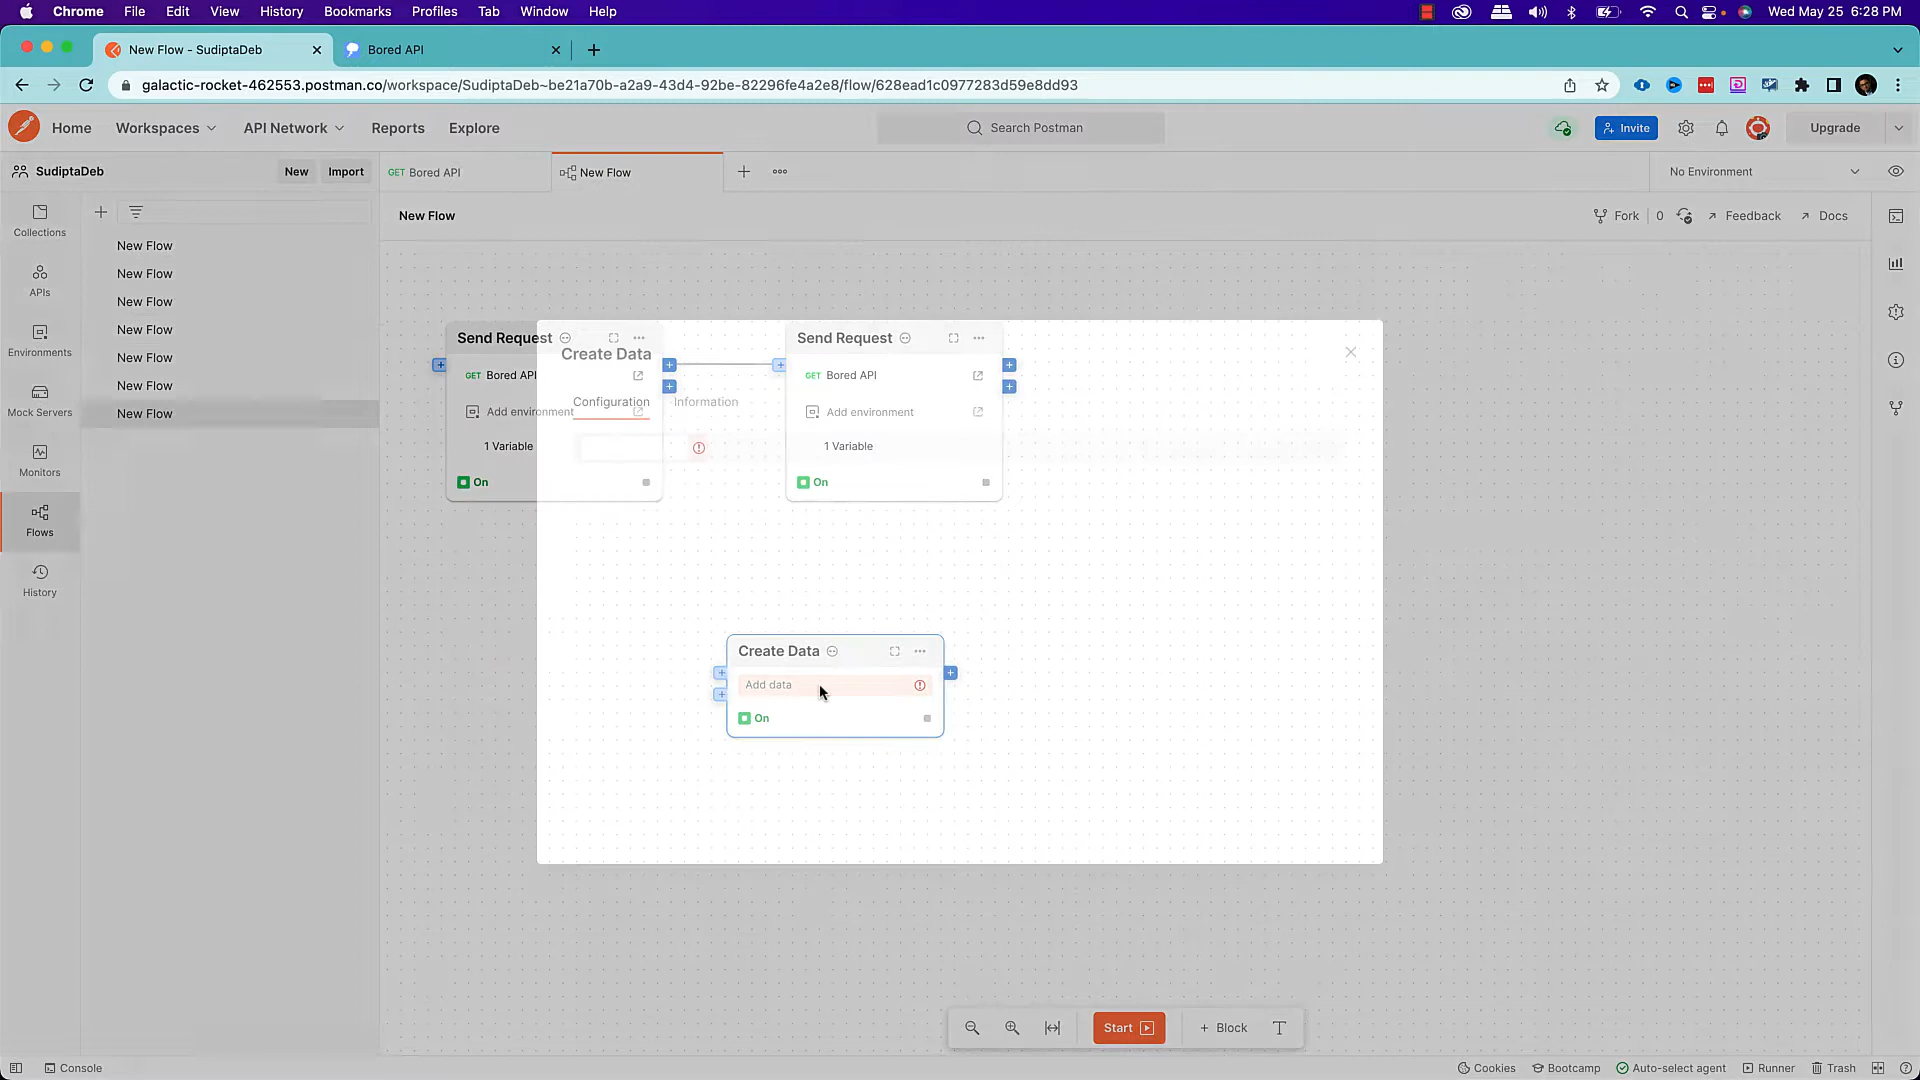 Chrome File Edit View History Bookmarks Profiles Tab Window Help Wed May 25 6:28 PM
New Flow - SudiptaDeb Bored API
galactic-rocket-462553.postman.co/workspace/SudiptaDeb~be21a70b-a2a9-43d4-92be-82296fe4a2e8/flow/628ead1c0977283d59e8dd93
Home Workspaces API Network Reports Explore Search Postman Invite Upgrade
SudiptaDeb New Import GET Bored API New Flow No Environment
New Flow Fork 0 Feedback Docs
Collections
APIs
Environments
Mock Servers
Monitors
Flows
History
New Flow
New Flow
New Flow
New Flow
New Flow
New Flow
New Flow
Send Request
GET Bored API
Add environment
1 Variable
On
Create Data
Configuration Information
Send Request
GET Bored API
Add environment
1 Variable
On
Create Data
Add data
On
Start + Block T
Console Cookies Bootcamp Auto-select agent Runner Trash